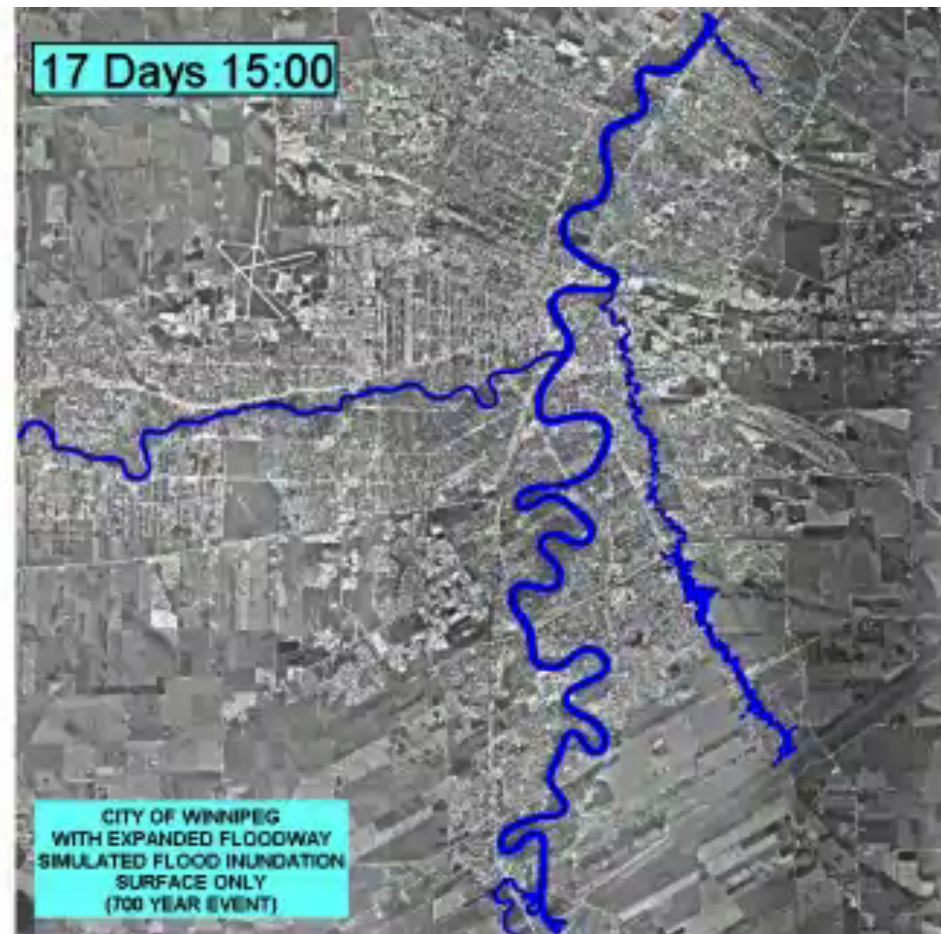 17 Days 15:00
CITY OF WINNIPEG
WITH EXPANDED FLOODWAY
SIMULATED FLOOD INUNDATION
SURFACE ONLY
(700 YEAR EVENT)